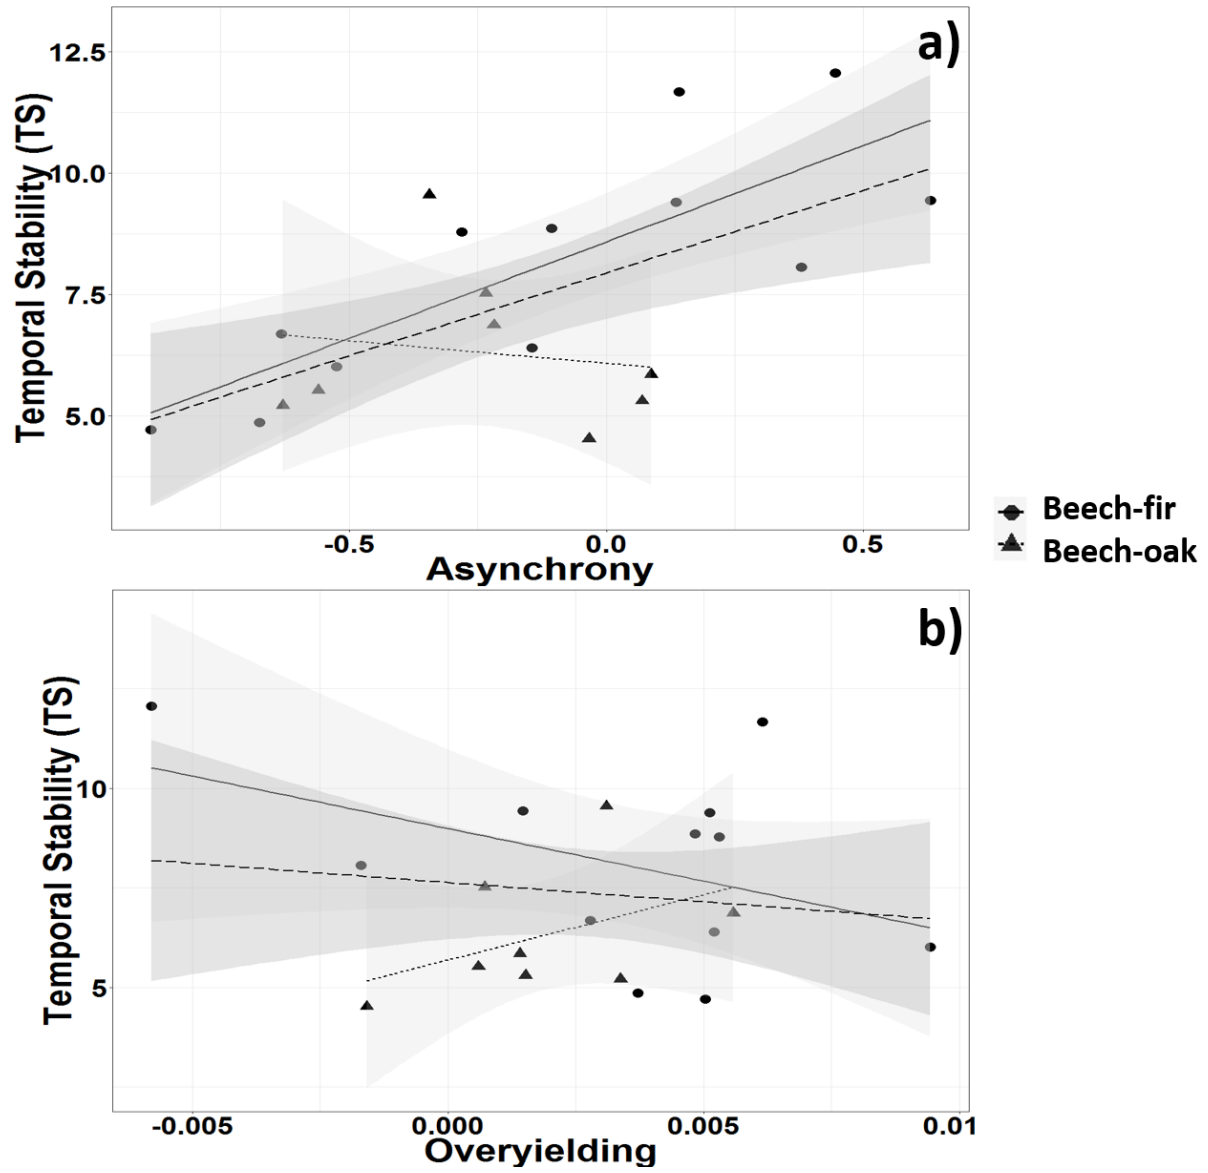 a)
Temporal Stability (TS)
12.5
10.0
7.5
5.0
-0.5
0.0
0.5
Asynchrony
Beech-fir
Beech-oak
b)
Temporal Stability (TS)
10
5
-0.005
0.000
0.005
0.01
Overyielding